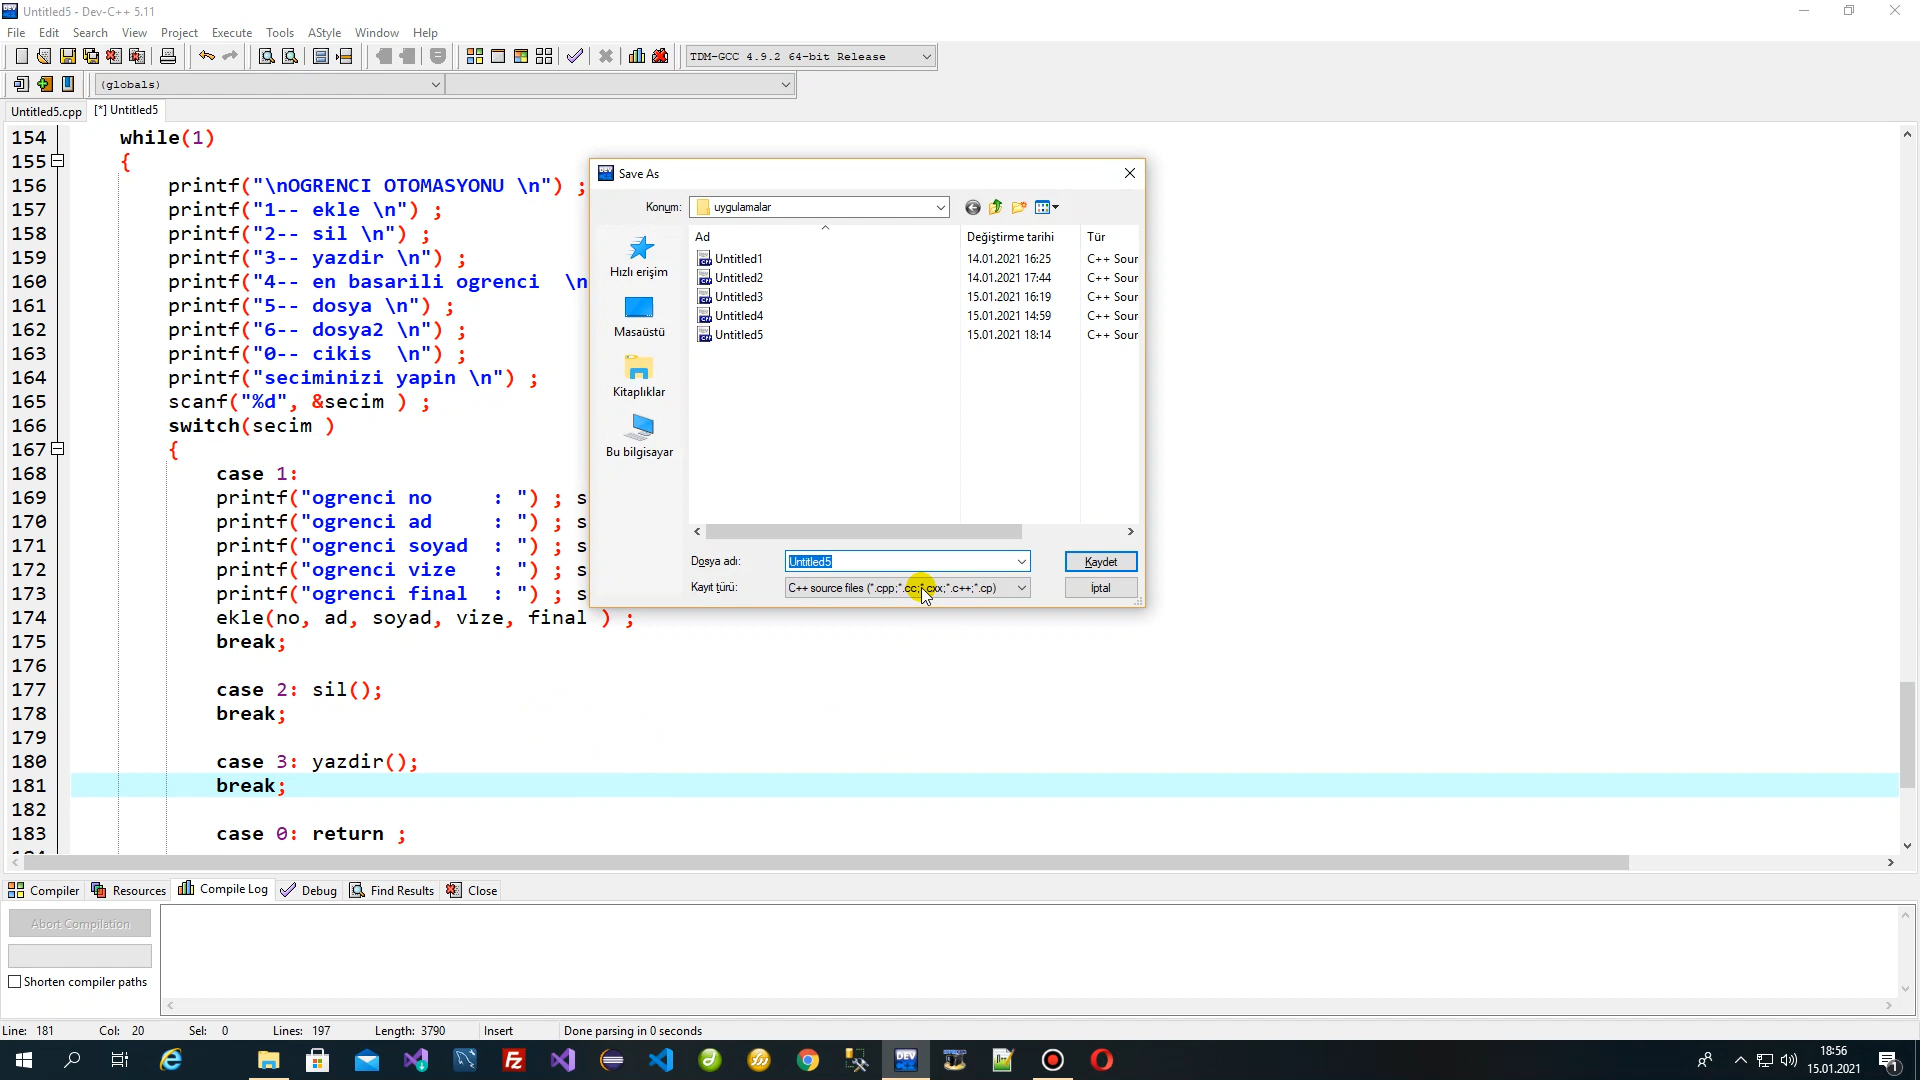 Untitled5 - Dev-C++ 5.11
File Edit Search View Project Execute Tools AStyle Window Help
TDM-GCC 4.9.2 64-bit Release
(globals)
Untitled5.cpp [*] Untitled5
154 while(1)
155 {
156 printf("\nOGRENCI OTOMASYONU \n") ;
157 printf("1-- ekle \n") ;
158 printf("2-- sil \n") ;
159 printf("3-- yazdir \n") ;
160 printf("4-- en basarili ogrenci \n
161 printf("5-- dosya \n") ;
162 printf("6-- dosya2 \n") ;
163 printf("0-- cikis \n") ;
164 printf("seciminizi yapin \n") ;
165 scanf("%d", &secim ) ;
166 switch(secim )
167 {
168 case 1:
169 printf("ogrenci no : ") ; s
170 printf("ogrenci ad : ") ; s
171 printf("ogrenci soyad : ") ; s
172 printf("ogrenci vize : ") ; s
173 printf("ogrenci final : ") ; s
174 ekle(no, ad, soyad, vize, final ) ;
175 break;
176
177 case 2: sil();
178 break;
179
180 case 3: yazdir();
181 break;
182
183 case 0: return ;
Save As
Konum: uygulamalar
Ad Değiştirme tarihi Tür
Untitled1 14.01.2021 16:25 C++ Sour
Untitled2 14.01.2021 17:44 C++ Sour
Untitled3 15.01.2021 16:19 C++ Sour
Untitled4 15.01.2021 14:59 C++ Sour
Untitled5 15.01.2021 18:14 C++ Sour
Hızlı erişim
Masaüstü
Kitaplıklar
Bu bilgisayar
Dosya adı: Untitled5 Kaydet
Kayıt türü: C++ source files (*.cpp;*.cc;*.cxx;*.c++;*.cp) İptal
Compiler Resources Compile Log Debug Find Results Close
Abort Compilation
Shorten compiler paths
Line: 181 Col: 20 Sel: 0 Lines: 197 Length: 3790 Insert Done parsing in 0 seconds
DEV
18:56
15.01.2021
1